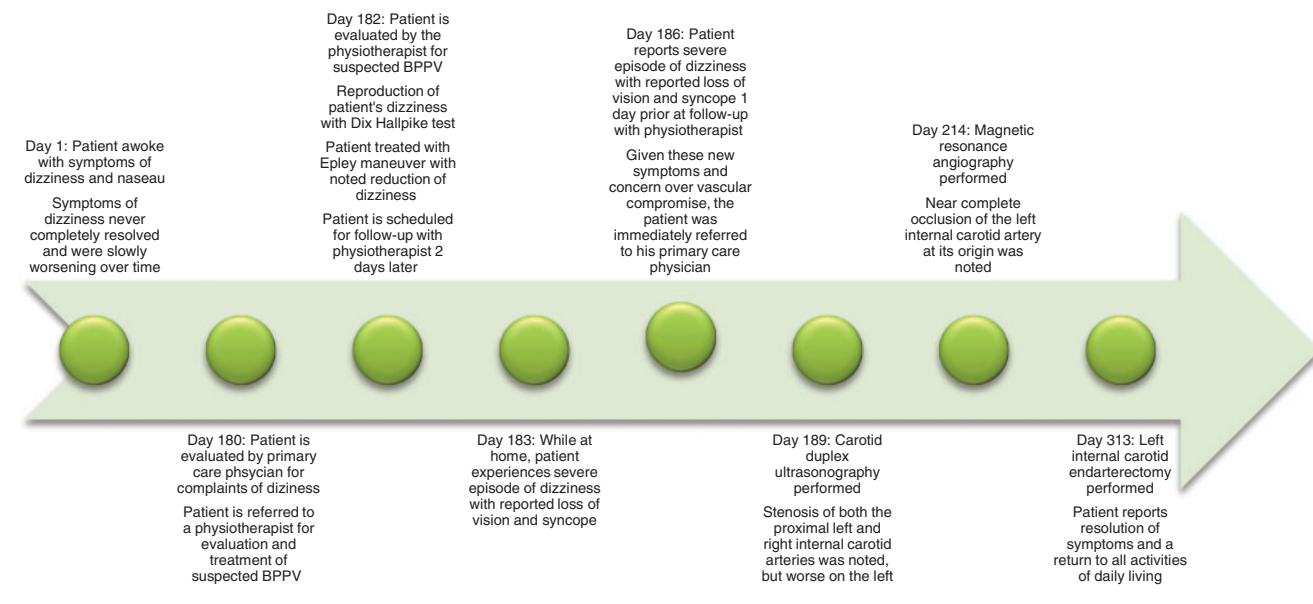 Day 1: Patient awoke
with symptoms of
dizziness and naseau
Symptoms of
dizziness never
completely resolved
and were slowly
worsening over time
Day 180: Patient is
evaluated by primary
care phsycian for
complaints of diziness
Patient is referred to
a physiotherapist for
evaluation and
treatment of
suspected BPPV
Day 182: Patient is
evaluated by the
physiotherapist for
suspected BPPV
Reproduction of
patient's dizziness
with Dix Hallpike test
Patient treated with
Epley maneuver with
noted reduction of
dizziness
Patient is scheduled
for follow-up with
physiotherapist 2
days later
Day 183: While at
home, patient
experiences severe
episode of dizziness
with reported loss of
vision and syncope
Day 186: Patient
reports severe
episode of dizziness
with reported loss of
vision and syncope 1
day prior at follow-up
with physiotherapist
Given these new
symptoms and
concern over vascular
compromise, the
patient was
immediately referred
to his primary care
physician
Day 189: Carotid
duplex
ultrasonography
performed
Stenosis of both the
proximal left and
right internal carotid
arteries was noted,
but worse on the left
Day 214: Magnetic
resonance
angiography
performed
Near complete
occlusion of the left
internal carotid artery
at its origin was
noted
Day 313: Left
internal carotid
endarterectomy
performed
Patient reports
resolution of
symptoms and a
return to all activities
of daily living